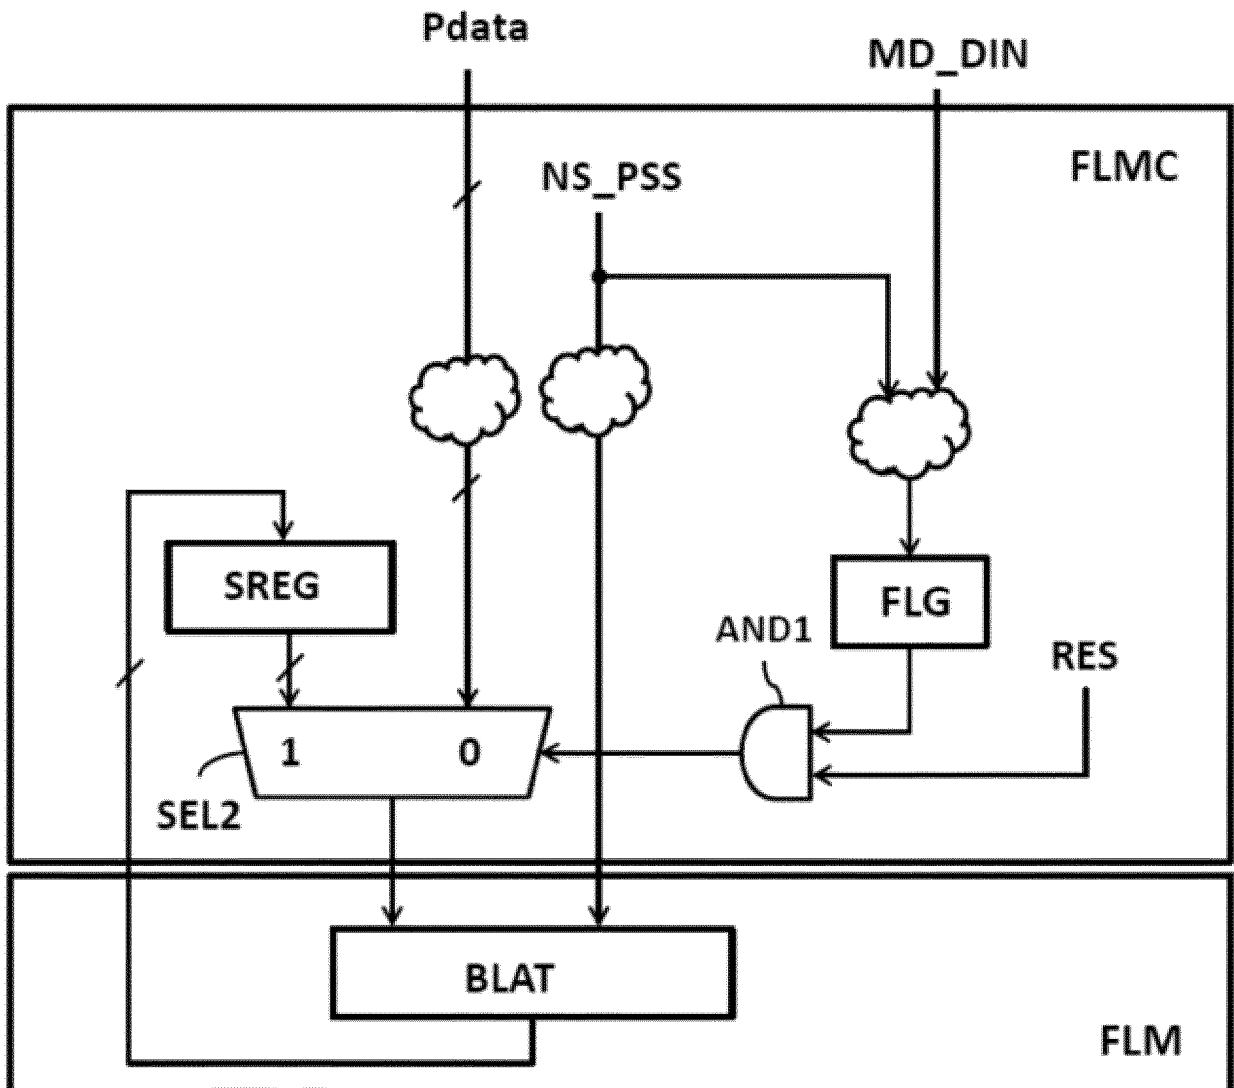 Pdata
MD_DIN
FLMC
NS_PSS
SREG
FLG
AND1
RES
1
0
SEL2
BLAT
FLM